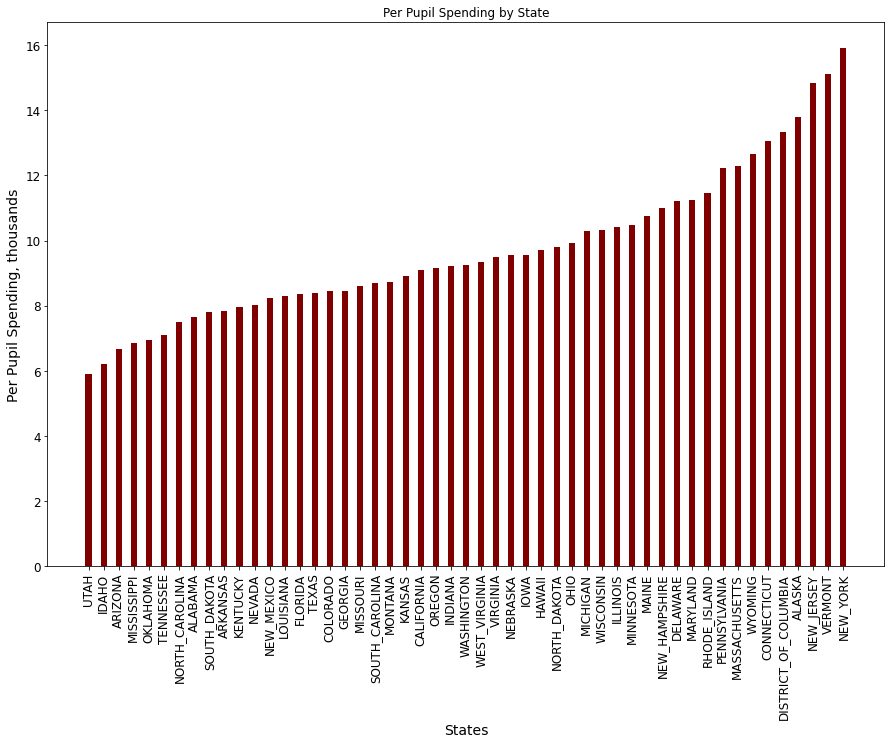 Per Pupil Spending by State
Per Pupil Spending, thousands
16
14
12
10
8
6
4
2
0
UTAH
IDAHO
ARIZONA
MISSISSIPPI
OKLAHOMA
TENNESSEE
NORTH_CAROLINA
ALABAMA
SOUTH_DAKOTA
ARKANSAS
KENTUCKY
NEVADA
NEW_MEXICO
LOUISIANA
FLORIDA
TEXAS
COLORADO
GEORGIA
MISSOURI
SOUTH_CAROLINA
MONTANA
KANSAS
CALIFORNIA
OREGON
INDIANA
WASHINGTON
WEST_VIRGINIA
VIRGINIA
NEBRASKA
IOWA
HAWAII
NORTH_DAKOTA
OHIO
MICHIGAN
WISCONSIN
ILLINOIS
MINNESOTA
MAINE
NEW_HAMPSHIRE
DELAWARE
MARYLAND
RHODE_ISLAND
PENNSYLVANIA
MASSACHUSETTS
WYOMING
CONNECTICUT
DISTRICT_OF_COLUMBIA
ALASKA
NEW_JERSEY
VERMONT
NEW_YORK
States